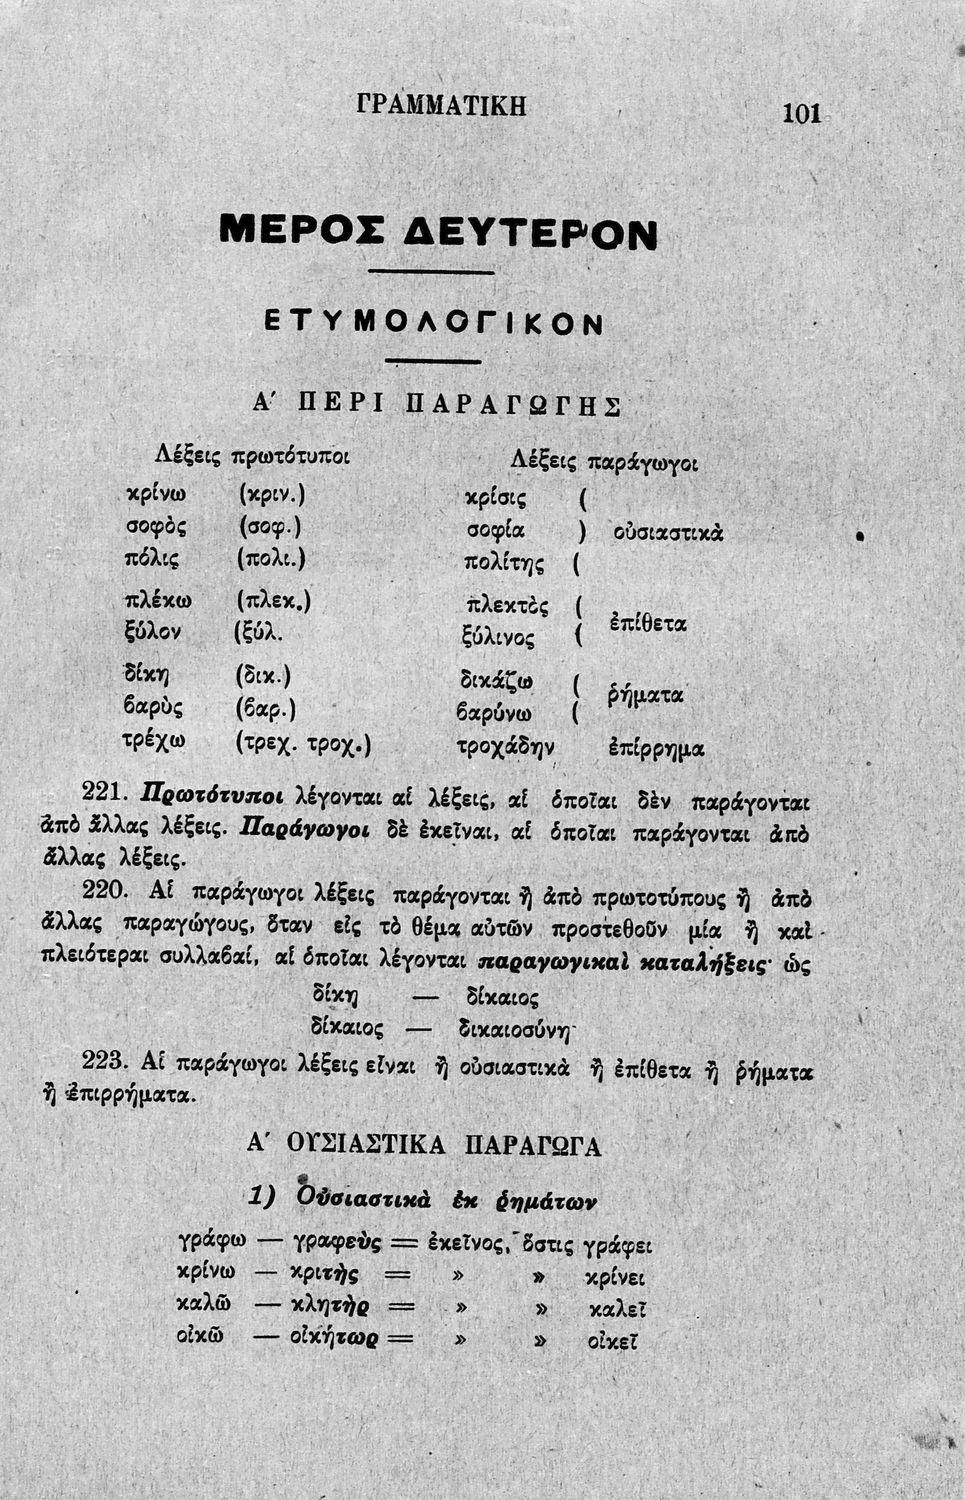 ΓΡΑΜΜΑΤΙΚΗ 101
ΜΕΡΟΣ ΔΕΥΤΕΡΟΝ
ΕΤΥΜΟΛΟΓΙΚΟΝ
Α΄ ΠΕΡΙ ΠΑΡΑΓΩΓΗΣ
Λέξεις πρωτότυποι Λέξεις παράγωγοι
κρίνω (κριν.) κρίσις (
σοφὸς (σοφ.) σοφία ) οὐσιαστικὰ
πόλις (πολι.) πολίτης (
πλέκω (πλεκ.) πλεκτὸς (
ξύλον (ξύλ. ξύλινος ( ἐπίθετα
δίκη (δικ.) δικάζω (
βαρὺς (βαρ.) βαρύνω ( ῥήματα
τρέχω (τρεχ. τροχ.) τροχάδην ἐπίρρημα
221. Πρωτότυποι λέγονται αἱ λέξεις, αἱ ὁποῖαι δὲν παράγονται
ἀπὸ ἄλλας λέξεις. Παράγωγοι δὲ ἐκεῖναι, αἱ ὁποῖαι παράγονται ἀπὸ
ἄλλας λέξεις.
220. Αἱ παράγωγοι λέξεις παράγονται ἢ ἀπὸ πρωτοτύπους ἢ ἀπὸ
ἄλλας παραγώγους, ὅταν εἰς τὸ θέμα αὐτῶν προστεθοῦν μία ἢ καὶ
πλειότεραι συλλαβαί, αἱ ὁποῖαι λέγονται παραγωγικαὶ καταλήξεις· ὡς
δίκη — δίκαιος
δίκαιος — δικαιοσύνη·
223. Αἱ παράγωγοι λέξεις εἶναι ἢ οὐσιαστικὰ ἢ ἐπίθετα ἢ ῥήματα
ἢ ἐπιρρήματα.
Α΄ ΟΥΣΙΑΣΤΙΚΑ ΠΑΡΑΓΩΓΑ
1) Οὐσιαστικὰ ἐκ ῥημάτων
γράφω — γραφεὺς = ἐκεῖνος, ὅστις γράφει
κρίνω — κριτὴς = » » κρίνει
καλῶ — κλητὴρ = » » καλεῖ
οἰκῶ — οἰκήτωρ = » » οἰκεῖ